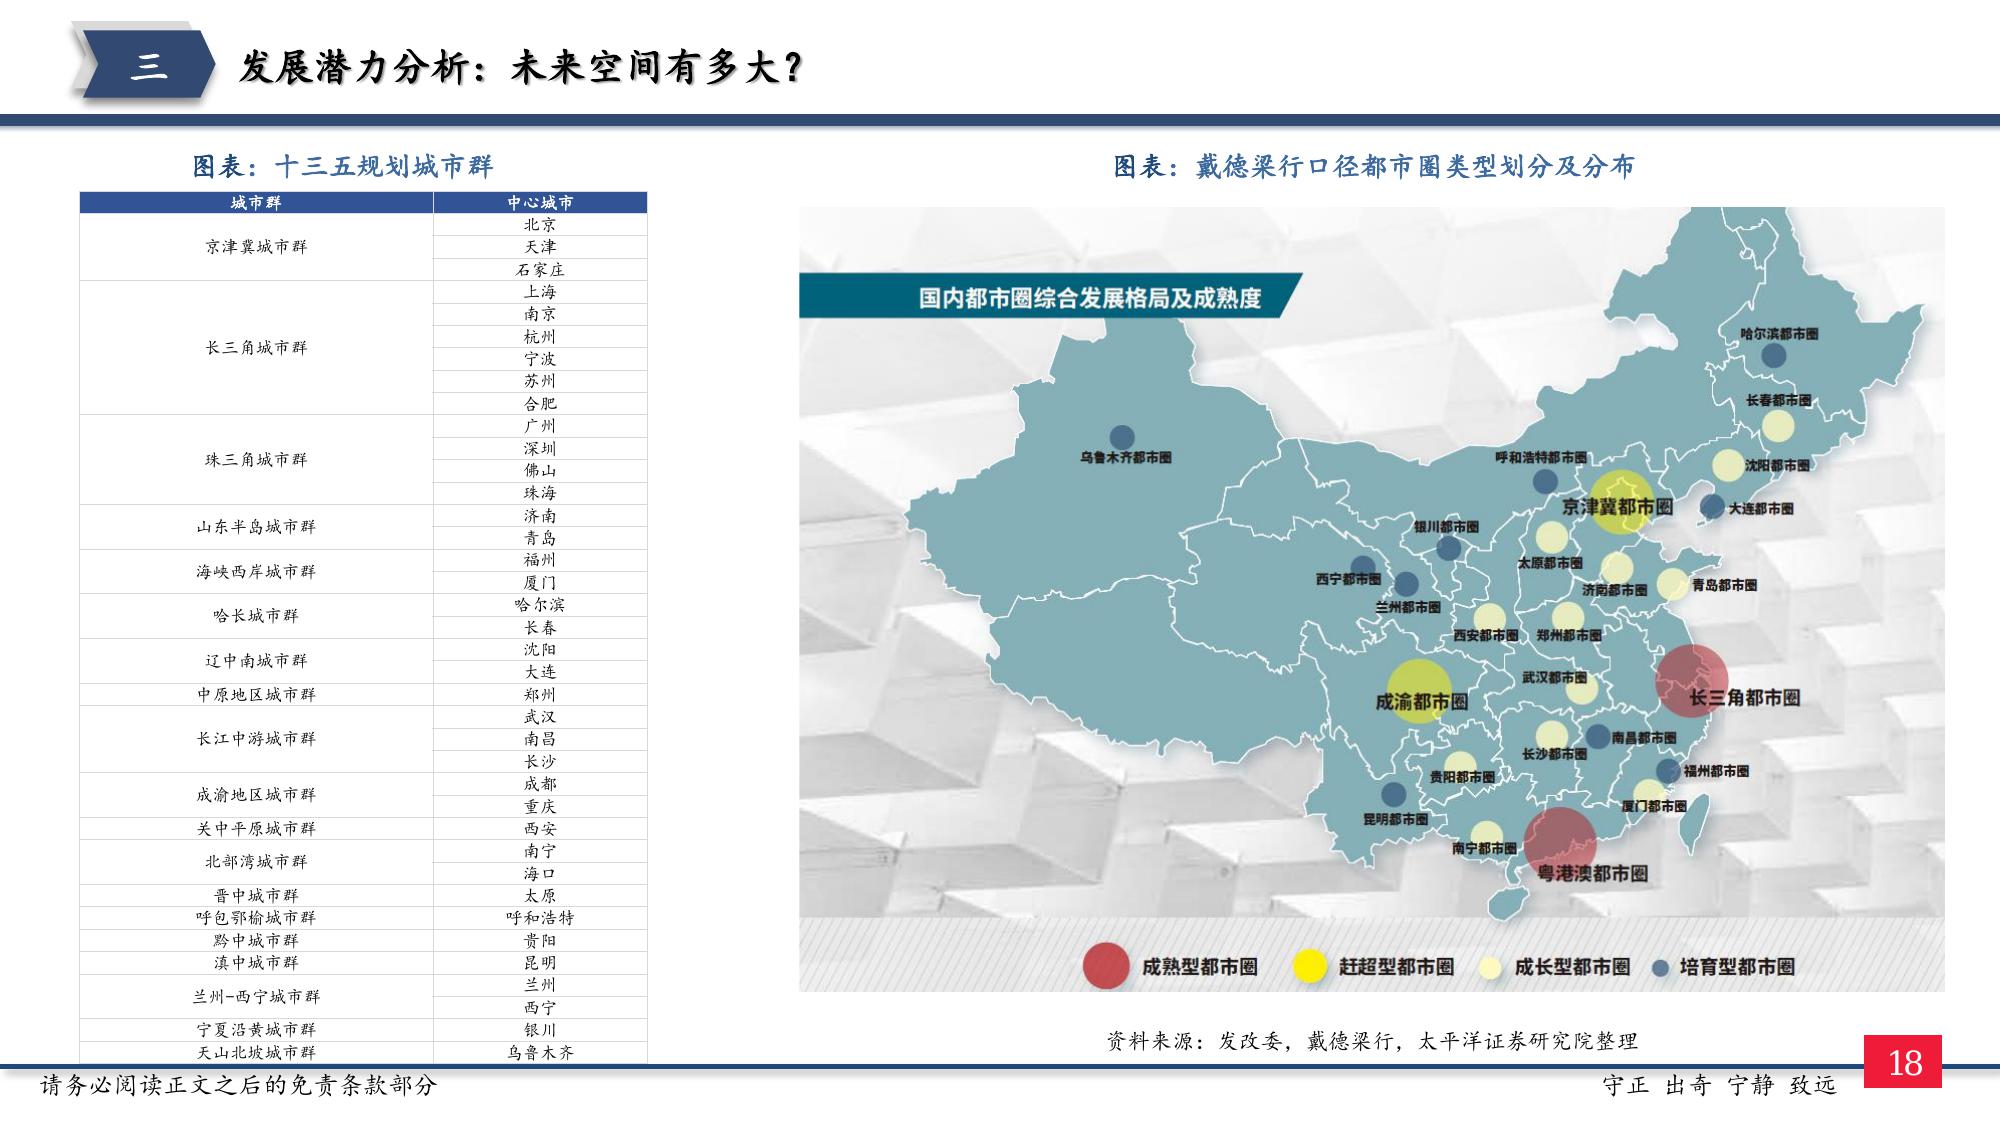 三
发展潜力分析：未来空间有多大？
图表：十三五规划城市群
城市群 中心城市
京津冀城市群 北京
天津
石家庄
长三角城市群 上海
南京
杭州
宁波
苏州
合肥
珠三角城市群 广州
深圳
佛山
珠海
山东半岛城市群 济南
青岛
海峡西岸城市群 福州
厦门
哈长城市群 哈尔滨
长春
辽中南城市群 沈阳
大连
中原地区城市群 郑州
长江中游城市群 武汉
南昌
长沙
成渝地区城市群 成都
重庆
关中平原城市群 西安
北部湾城市群 南宁
海口
晋中城市群 太原
呼包鄂榆城市群 呼和浩特
黔中城市群 贵阳
滇中城市群 昆明
兰州-西宁城市群 兰州
西宁
宁夏沿黄城市群 银川
天山北坡城市群 乌鲁木齐
图表：戴德梁行口径都市圈类型划分及分布
国内都市圈综合发展格局及成熟度
哈尔滨都市圈
长春都市圈
乌鲁木齐都市圈
呼和浩特都市圈
沈阳都市圈
京津冀都市圈
大连都市圈
银川都市圈
太原都市圈
西宁都市圈
济南都市圈
青岛都市圈
兰州都市圈
西安都市圈
郑州都市圈
武汉都市圈
成渝都市圈
长三角都市圈
南昌都市圈
长沙都市圈
贵阳都市圈
福州都市圈
厦门都市圈
昆明都市圈
南宁都市圈
粤港澳都市圈
成熟型都市圈 赶超型都市圈 成长型都市圈 培育型都市圈
资料来源：发改委，戴德梁行，太平洋证券研究院整理
18
请务必阅读正文之后的免责条款部分
守正 出奇 宁静 致远